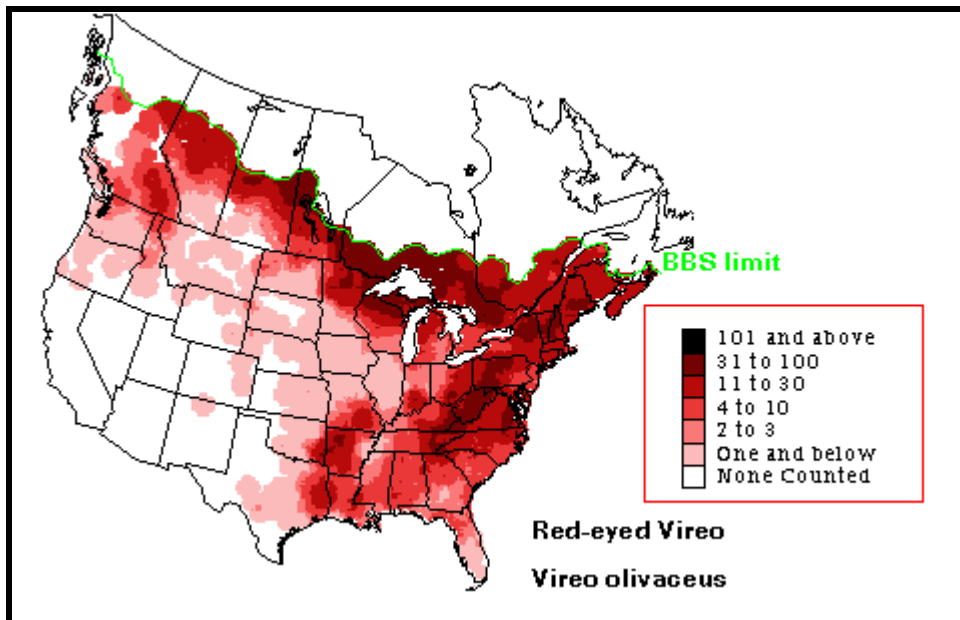 BBS limit
101 and above
31 to 100
11 to 30
4 to 10
2 to 3
One and below
None Counted
Red-eyed Vireo
Vireo olivaceus